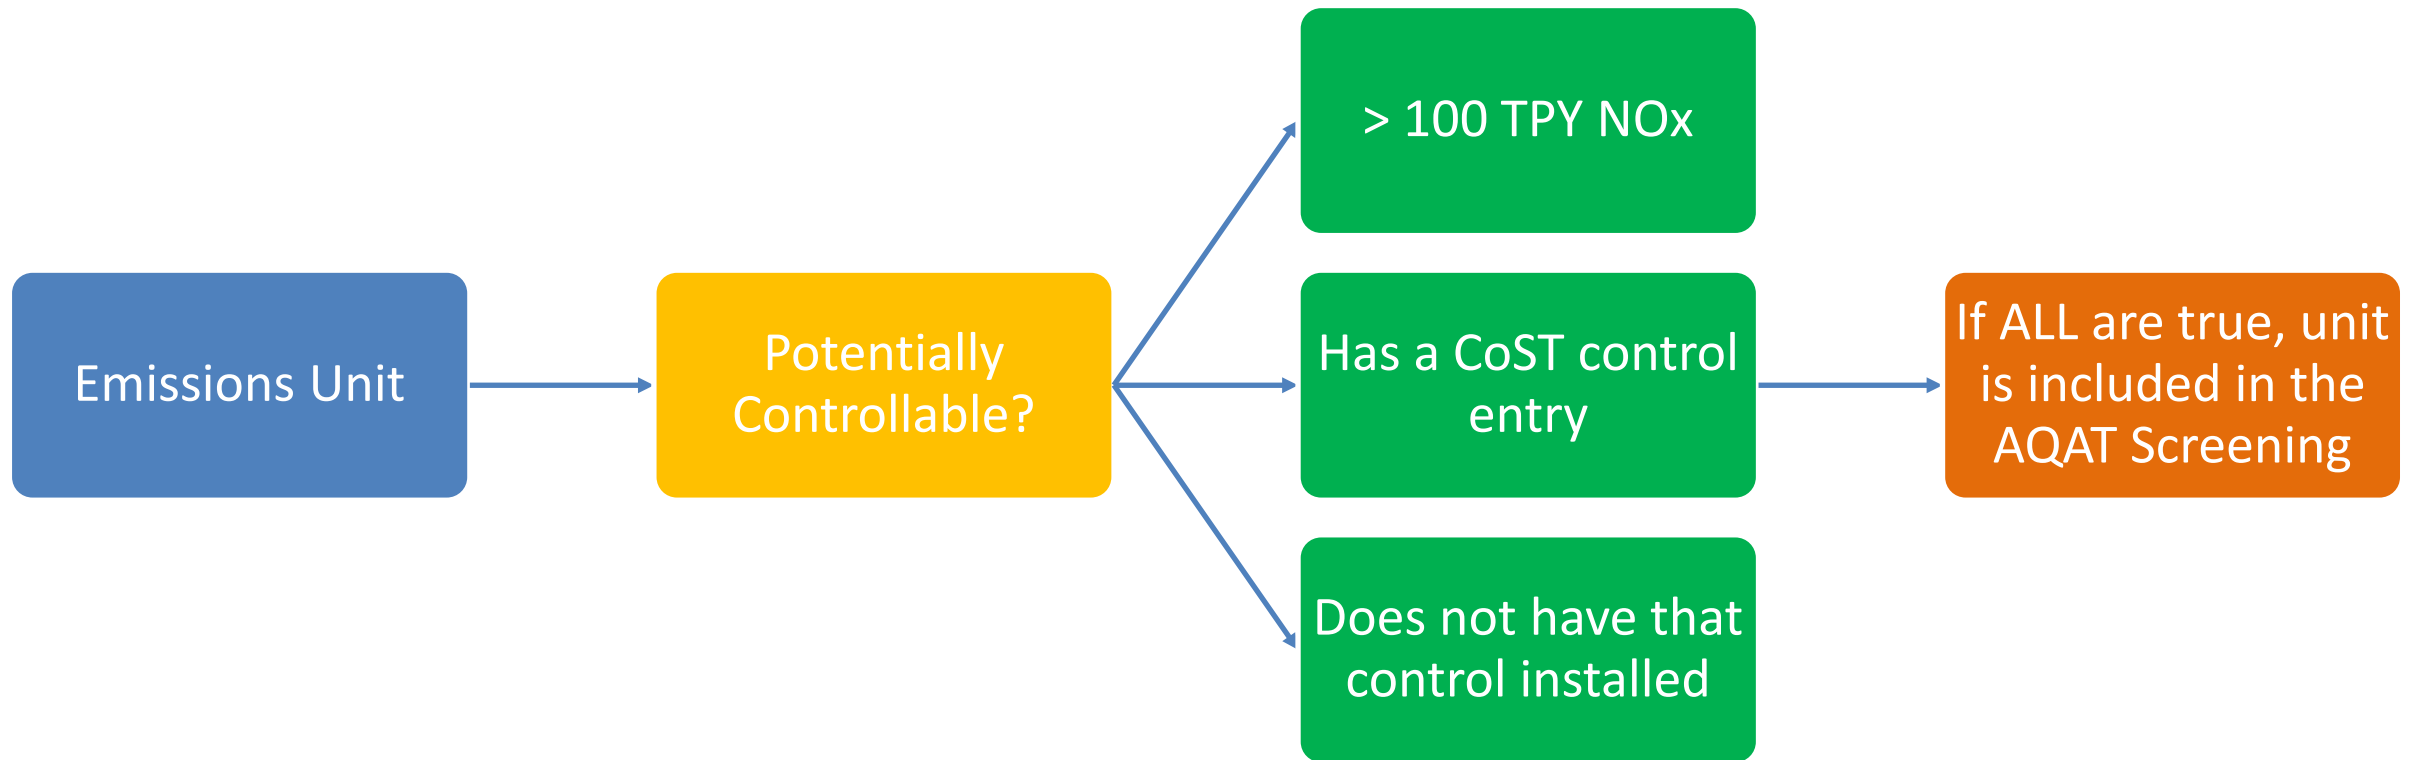 Emissions Unit
Potentially
Controllable?
> 100 TPY NOx
Has a CoST control
entry
Does not have that
control installed
If ALL are true, unit
is included in the
AQAT Screening